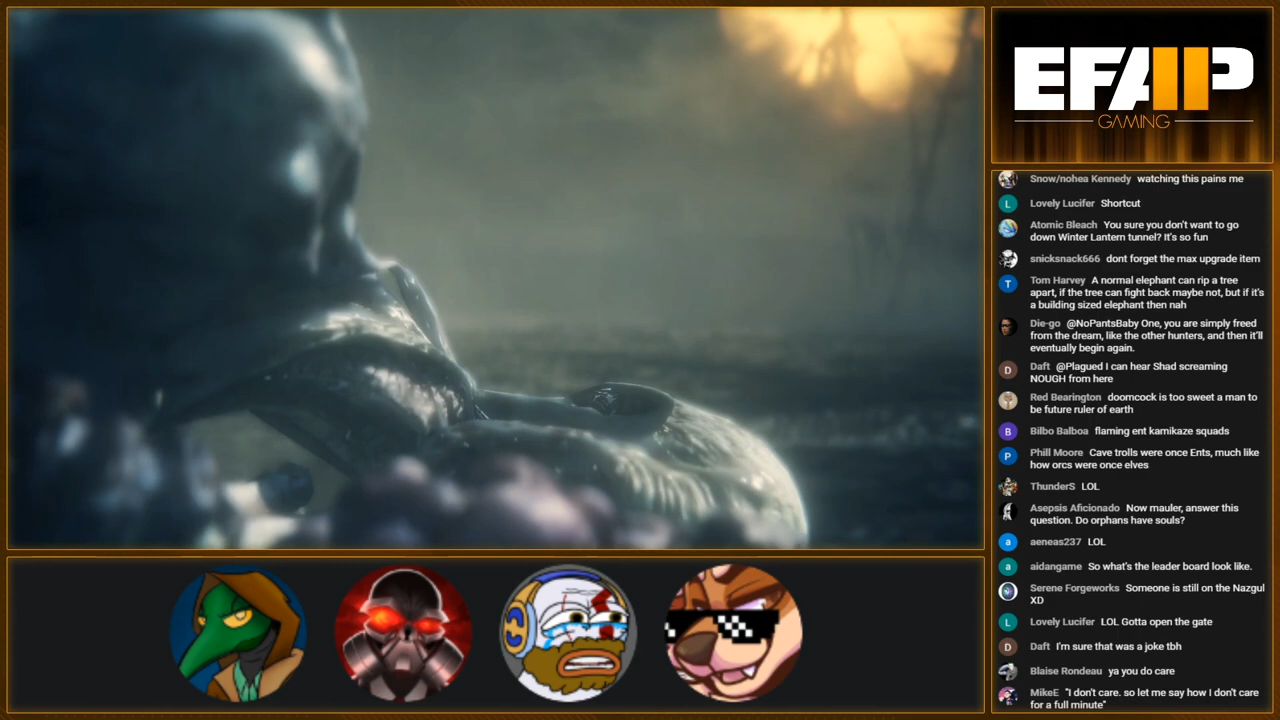 EFAIIP
GAMING
Snow/nohea Kennedy watching this pains me
L
Lovely Lucifer Shortcut
Atomic Bleach You sure you don't want to go
down Winter Lantern tunnel? It's so fun
snicksnack666 dont forget the max upgrade item
T
Tom Harvey A normal elephant can rip a tree
apart, if the tree can fight back maybe not, but if it's
a building sized elephant then nah
Die-go @NoPantsBaby One, you are simply freed
from the dream, like the other hunters, and then it'll
eventually begin again.
D
Daft @Plagued I can hear Shad screaming
NOUGH from here
Red Bearington doomcock is too sweet a man to
be future ruler of earth
B
Bilbo Balboa flaming ent kamikaze squads
P
Phill Moore Cave trolls were once Ents, much like
how orcs were once elves
ThunderS LOL
Asepsis Aficionado Now mauler, answer this
question. Do orphans have souls?
a
aeneas237 LOL
a
aidangame So what's the leader board look like.
Serene Forgeworks Someone is still on the Nazgul
XD
L
Lovely Lucifer LOL Gotta open the gate
D
Daft I'm sure that was a joke tbh
Blaise Rondeau ya you do care
MikeE "I don't care. so let me say how I don't care
for a full minute"